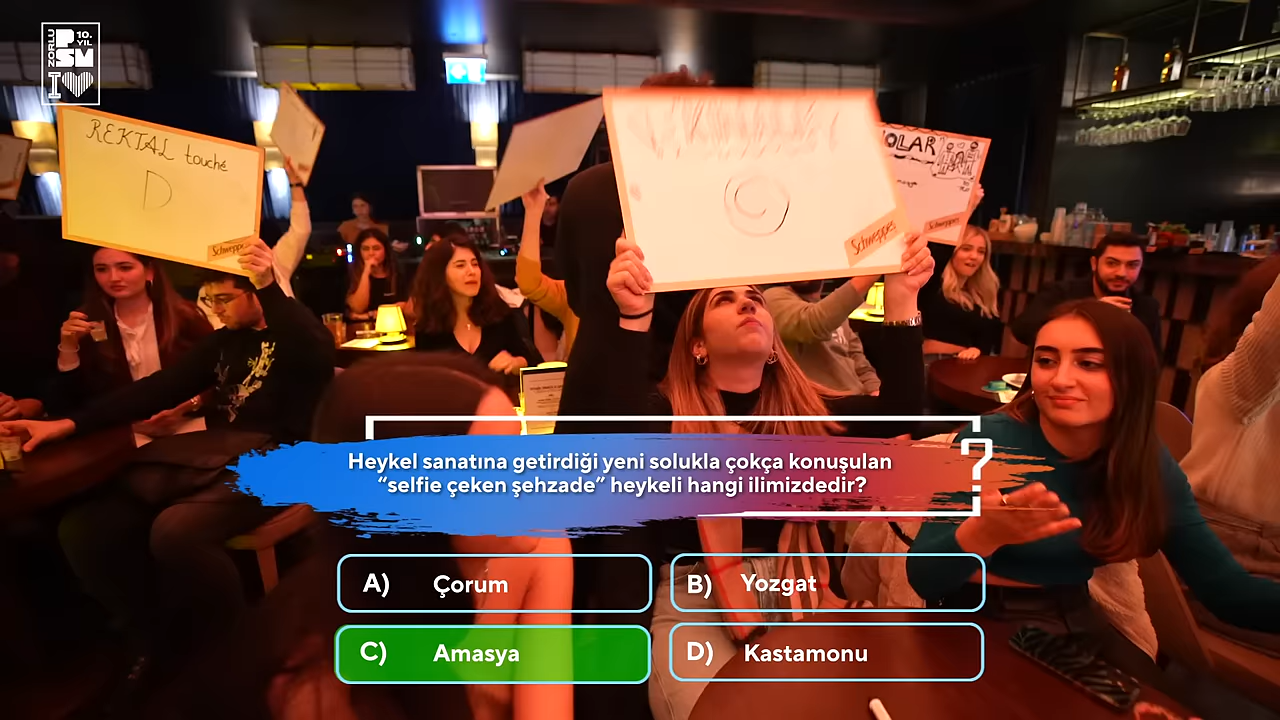 ZORLU
PSM
10.
YIL
I
REKTAL touché
D
Schweppes
C
Schweppes
OLAR
Schweppes
Heykel sanatına getirdiği yeni solukla çokça konuşulan
“selfie çeken şehzade” heykeli hangi ilimizdedir?
?
A) Çorum
B) Yozgat
C) Amasya
D) Kastamonu